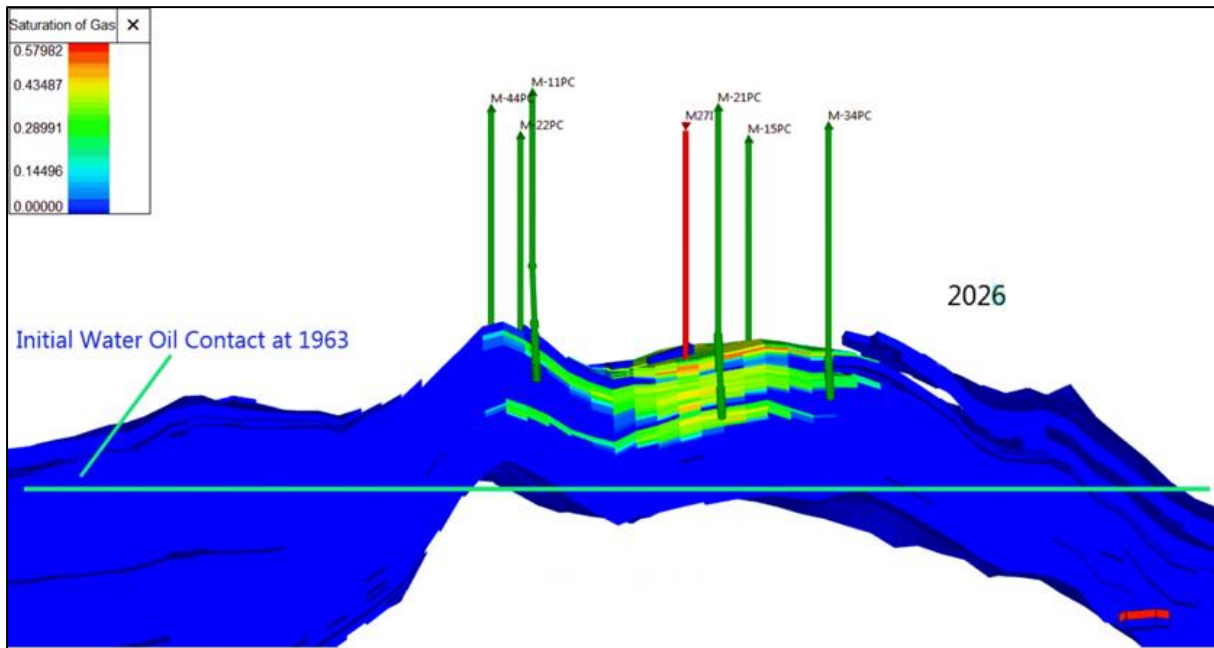 Saturation of Gas X
0.57982
0.43487
0.28991
0.14496
0.00000
M-44PC
M-11PC
M-22PC
M27I
M-21PC
M-15PC
M-34PC
2026
Initial Water Oil Contact at 1963